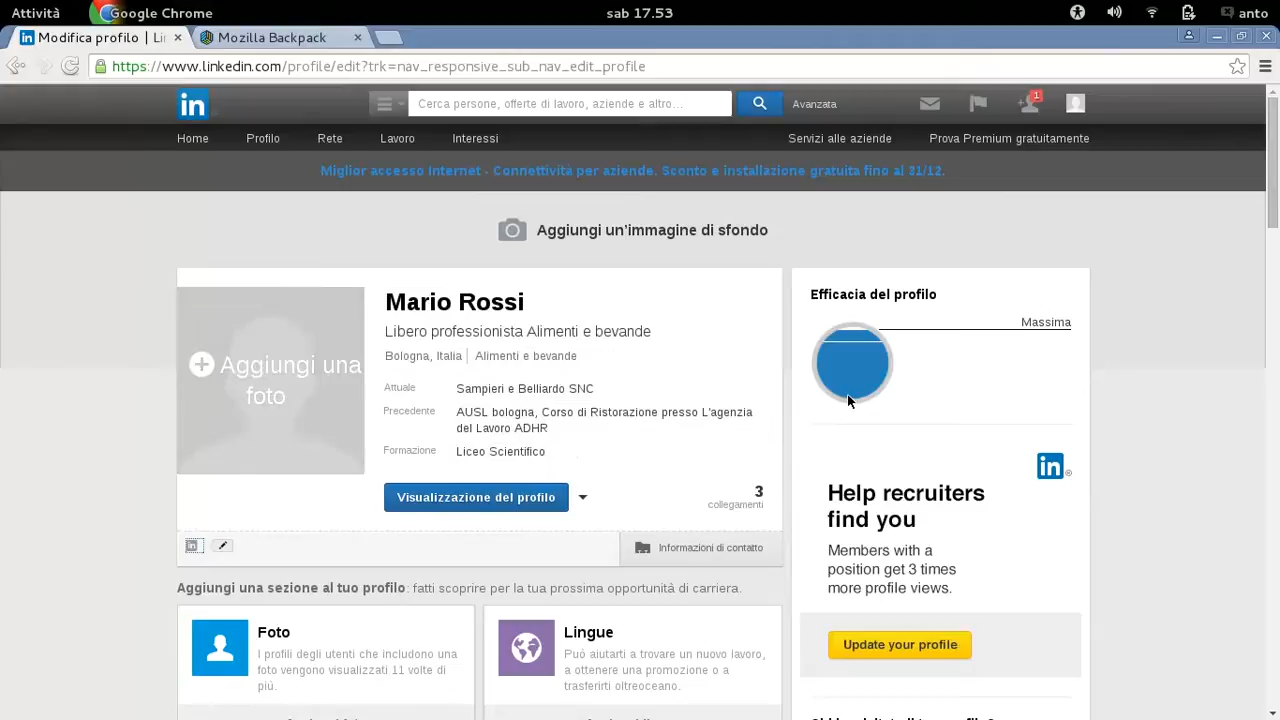 Attività
Google Chrome
sab 17.53
anto
Modifica profilo | Li
Mozilla Backpack
https://www.linkedin.com/profile/edit?trk=nav_responsive_sub_nav_edit_profile
in
Cerca persone, offerte di lavoro, aziende e altro...
Avanzata
1
Home
Profilo
Rete
Lavoro
Interessi
Servizi alle aziende
Prova Premium gratuitamente
Miglior accesso Internet - Connettività per aziende. Sconto e installazione gratuita fino al 31/12.
Aggiungi un'immagine di sfondo
Aggiungi una
foto
Mario Rossi
Libero professionista Alimenti e bevande
Bologna, Italia
Alimenti e bevande
Attuale
Sampieri e Belliardo SNC
Precedente
AUSL bologna, Corso di Ristorazione presso L'agenzia
del Lavoro ADHR
Formazione
Liceo Scientifico
Visualizzazione del profilo
3
collegamenti
Informazioni di contatto
Efficacia del profilo
Massima
in
Help recruiters
find you
Members with a
position get 3 times
more profile views.
Update your profile
Aggiungi una sezione al tuo profilo: fatti scoprire per la tua prossima opportunità di carriera.
Foto
I profili degli utenti che includono una
foto vengono visualizzati 11 volte di
più.
Lingue
Può aiutarti a trovare un nuovo lavoro,
a ottenere una promozione o a
trasferirti oltreoceano.